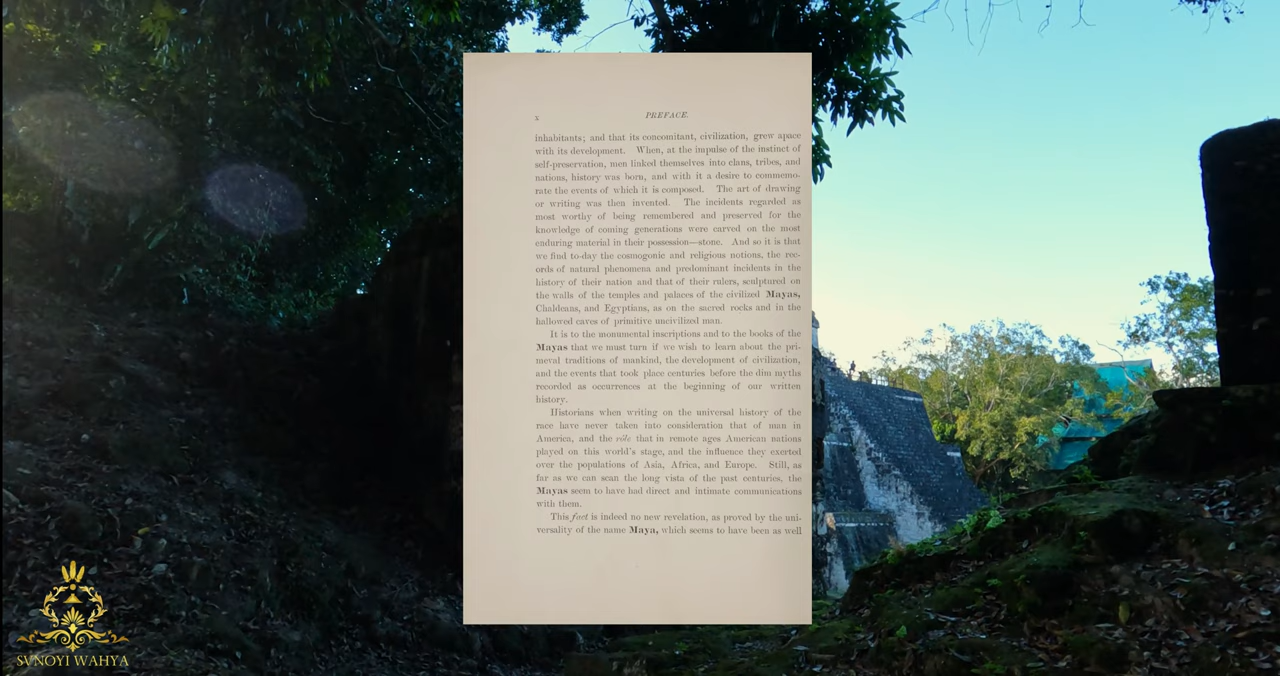 x PREFACE.
inhabitants; and that its concomitant, civilization, grew apace
with its development. When, at the impulse of the instinct of
self-preservation, men linked themselves into clans, tribes, and
nations, history was born, and with it a desire to commemo-
rate the events of which it is composed. The art of drawing
or writing was then invented. The incidents regarded as
most worthy of being remembered and preserved for the
knowledge of coming generations were carved on the most
enduring material in their possession—stone. And so it is that
we find to-day the cosmogonic and religious notions, the rec-
ords of natural phenomena and predominant incidents in the
history of their nation and that of their rulers, sculptured on
the walls of the temples and palaces of the civilized Mayas,
Chaldeans, and Egyptians, as on the sacred rocks and in the
hallowed caves of primitive uncivilized man.
It is to the monumental inscriptions and to the books of the
Mayas that we must turn if we wish to learn about the pri-
meval traditions of mankind, the development of civilization,
and the events that took place centuries before the dim myths
recorded as occurrences at the beginning of our written
history.
Historians when writing on the universal history of the
race have never taken into consideration that of man in
America, and the rôle that in remote ages American nations
played on this world's stage, and the influence they exerted
over the populations of Asia, Africa, and Europe. Still, as
far as we can scan the long vista of the past centuries, the
Mayas seem to have had direct and intimate communications
with them.
This fact is indeed no new revelation, as proved by the uni-
versality of the name Maya, which seems to have been as well
SVNOYI WAHYA